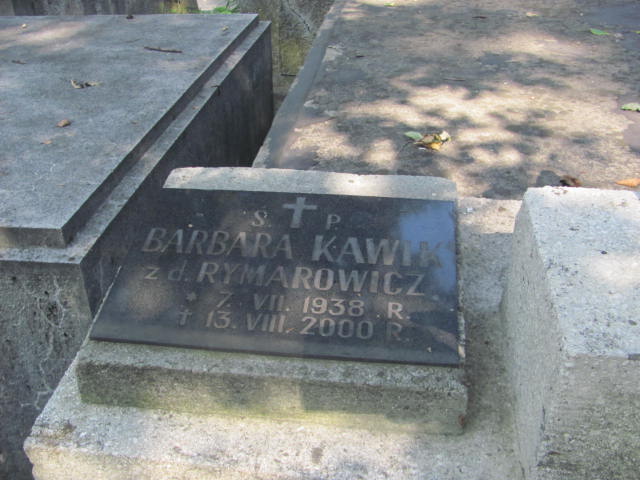 S. ✝ P.
BARBARA KAWIK
z d. RYMAROWICZ
* 7. VII. 1938 R.
† 13. VIII. 2000 R.